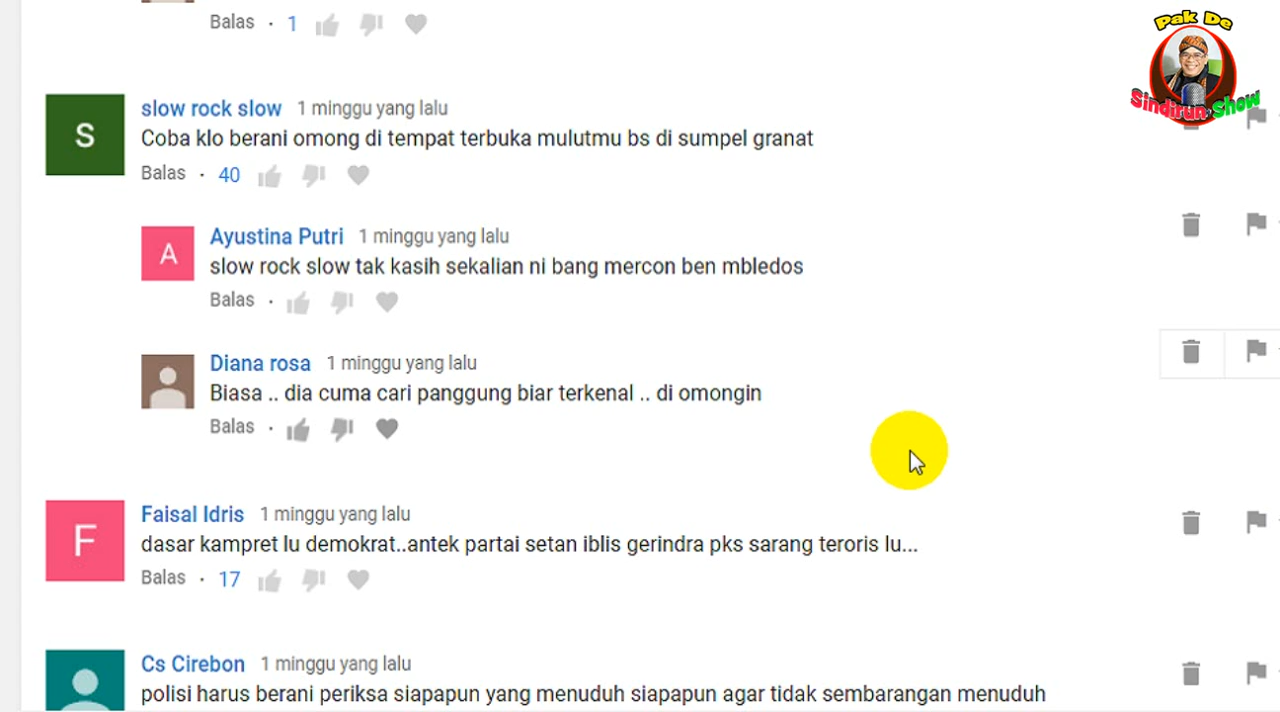 Balas · 1
Pak De
Sindirun Show
S
slow rock slow 1 minggu yang lalu
Coba klo berani omong di tempat terbuka mulutmu bs di sumpel granat
Balas · 40
A
Ayustina Putri 1 minggu yang lalu
slow rock slow tak kasih sekalian ni bang mercon ben mbledos
Balas ·
Diana rosa 1 minggu yang lalu
Biasa .. dia cuma cari panggung biar terkenal .. di omongin
Balas ·
F
Faisal Idris 1 minggu yang lalu
dasar kampret lu demokrat..antek partai setan iblis gerindra pks sarang teroris lu...
Balas · 17
Cs Cirebon 1 minggu yang lalu
polisi harus berani periksa siapapun yang menuduh siapapun agar tidak sembarangan menuduh